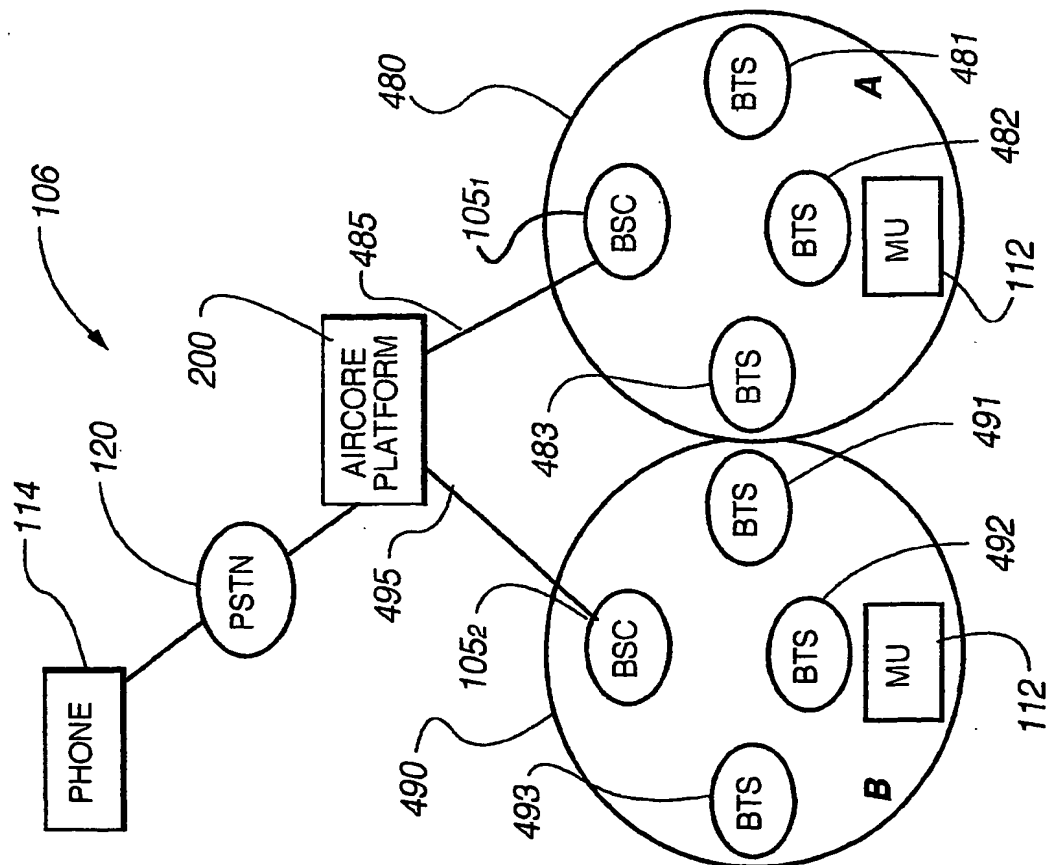 106
114
PHONE
120
PSTN
200
AIRCORE
PLATFORM
485
495
490
105₂
BSC
105₁
BSC
480
493
BTS
BTS
491
483
BTS
BTS
481
BTS
492
BTS
482
B
MU
112
MU
112
A